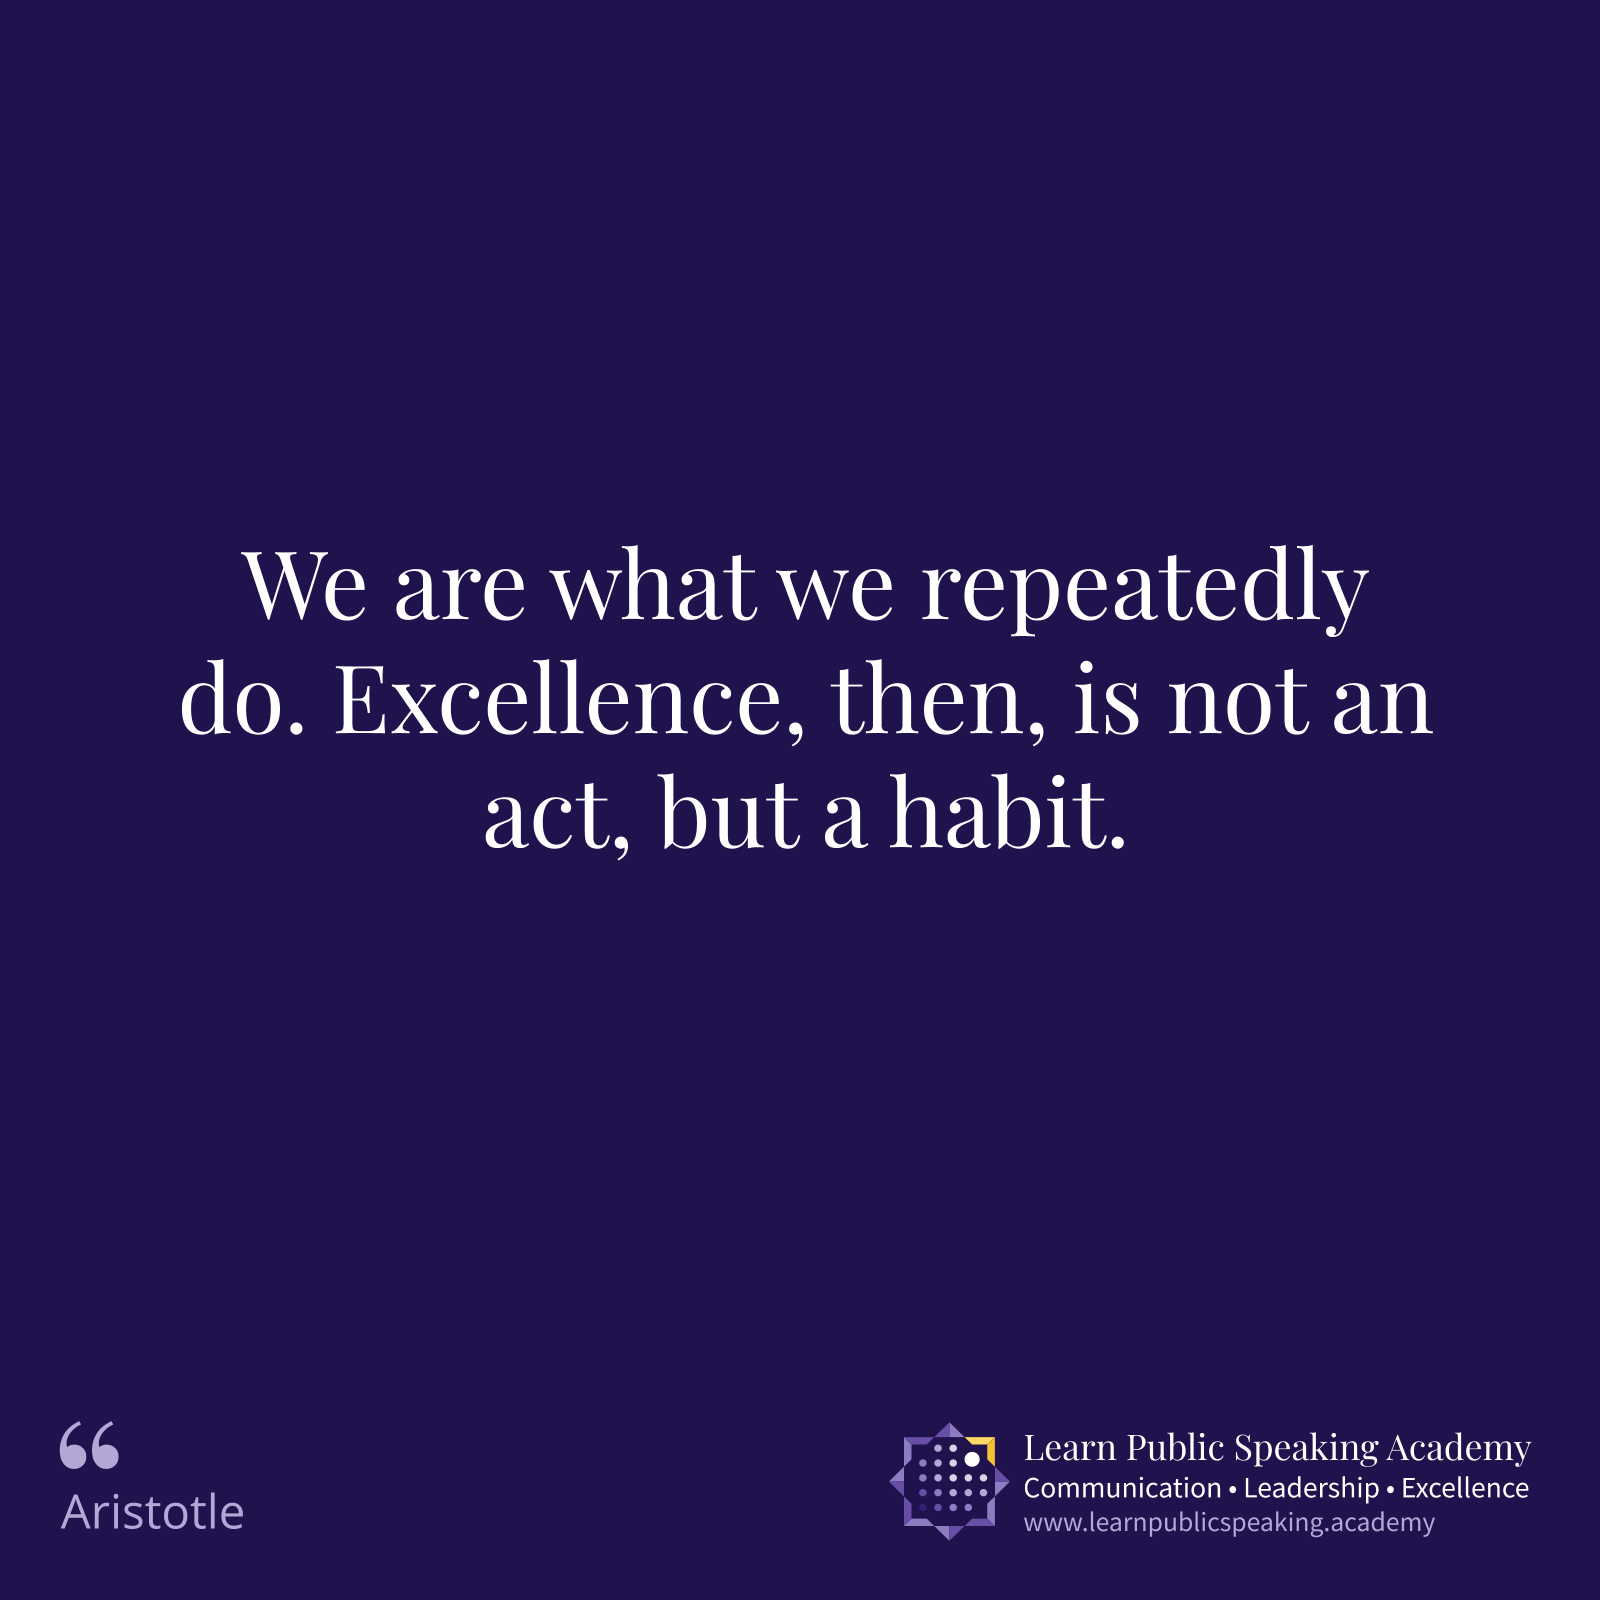 We are what we repeatedly
do. Excellence, then, is not an
act, but a habit.
“
Aristotle
Learn Public Speaking Academy
Communication • Leadership • Excellence
www.learnpublicspeaking.academy